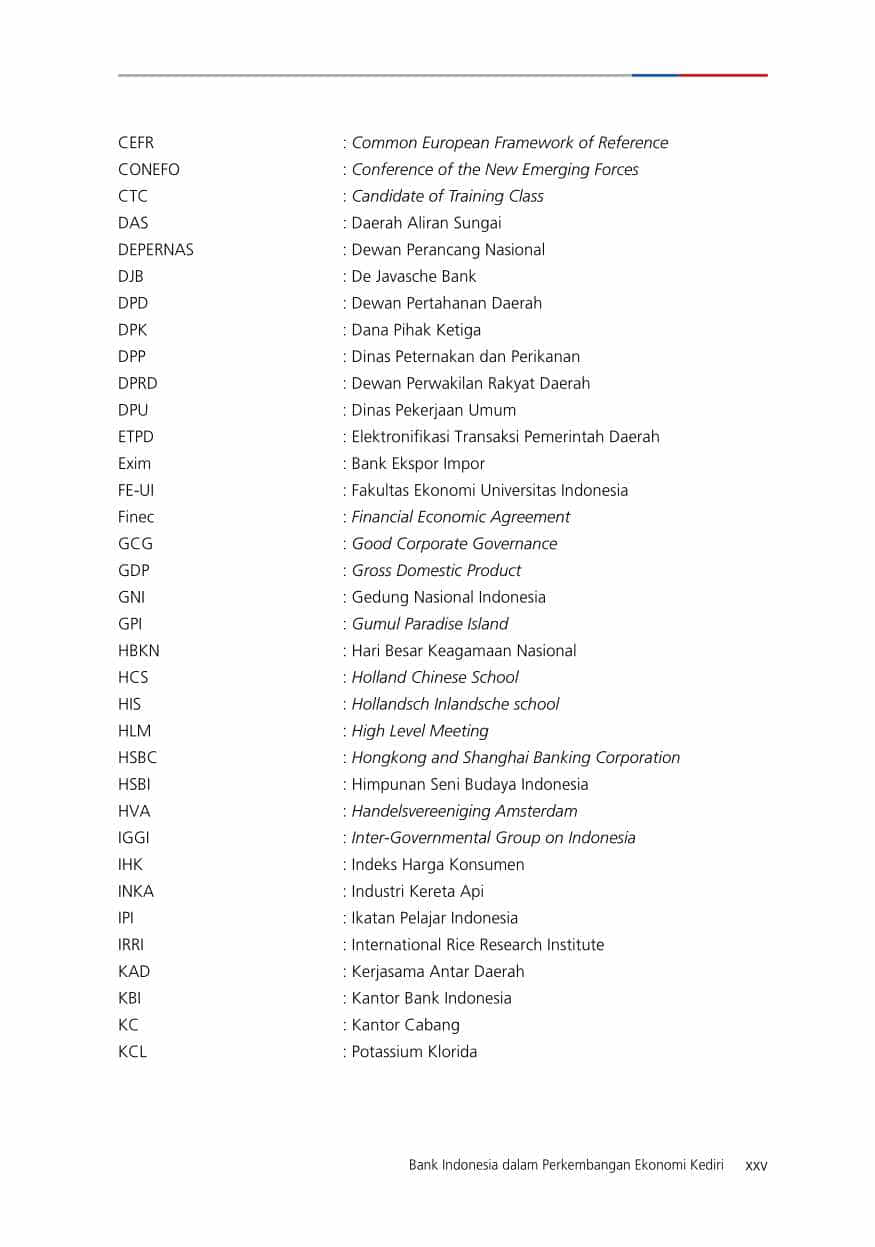 CEFR : Common European Framework of Reference
CONEFO : Conference of the New Emerging Forces
CTC : Candidate of Training Class
DAS : Daerah Aliran Sungai
DEPERNAS : Dewan Perancang Nasional
DJB : De Javasche Bank
DPD : Dewan Pertahanan Daerah
DPK : Dana Pihak Ketiga
DPP : Dinas Peternakan dan Perikanan
DPRD : Dewan Perwakilan Rakyat Daerah
DPU : Dinas Pekerjaan Umum
ETPD : Elektronifikasi Transaksi Pemerintah Daerah
Exim : Bank Ekspor Impor
FE-UI : Fakultas Ekonomi Universitas Indonesia
Finec : Financial Economic Agreement
GCG : Good Corporate Governance
GDP : Gross Domestic Product
GNI : Gedung Nasional Indonesia
GPI : Gumul Paradise Island
HBKN : Hari Besar Keagamaan Nasional
HCS : Holland Chinese School
HIS : Hollandsch Inlandsche school
HLM : High Level Meeting
HSBC : Hongkong and Shanghai Banking Corporation
HSBI : Himpunan Seni Budaya Indonesia
HVA : Handelsvereeniging Amsterdam
IGGI : Inter-Governmental Group on Indonesia
IHK : Indeks Harga Konsumen
INKA : Industri Kereta Api
IPI : Ikatan Pelajar Indonesia
IRRI : International Rice Research Institute
KAD : Kerjasama Antar Daerah
KBI : Kantor Bank Indonesia
KC : Kantor Cabang
KCL : Potassium Klorida
Bank Indonesia dalam Perkembangan Ekonomi Kediri xxv